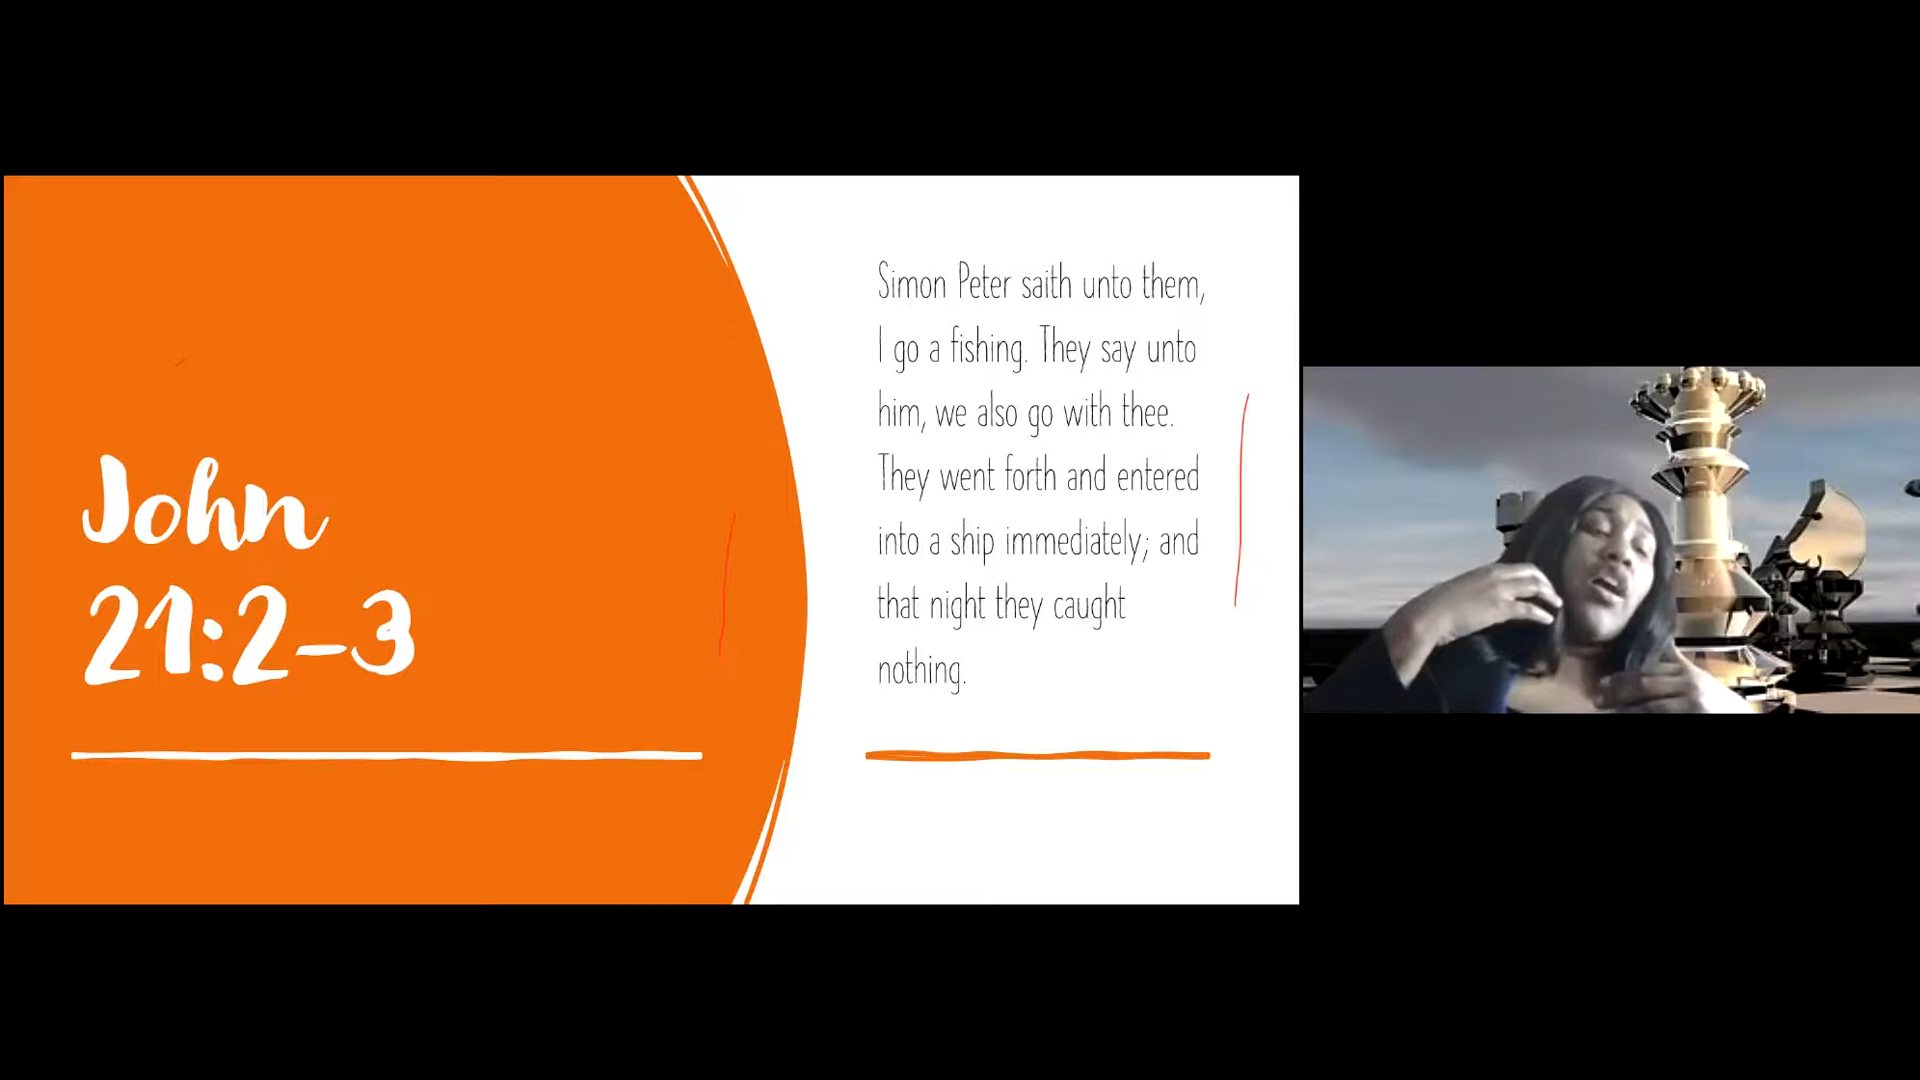 John
21:2-3
Simon Peter saith unto them,
I go a fishing. They say unto
him, we also go with thee.
They went forth and entered
into a ship immediately; and
that night they caught
nothing.